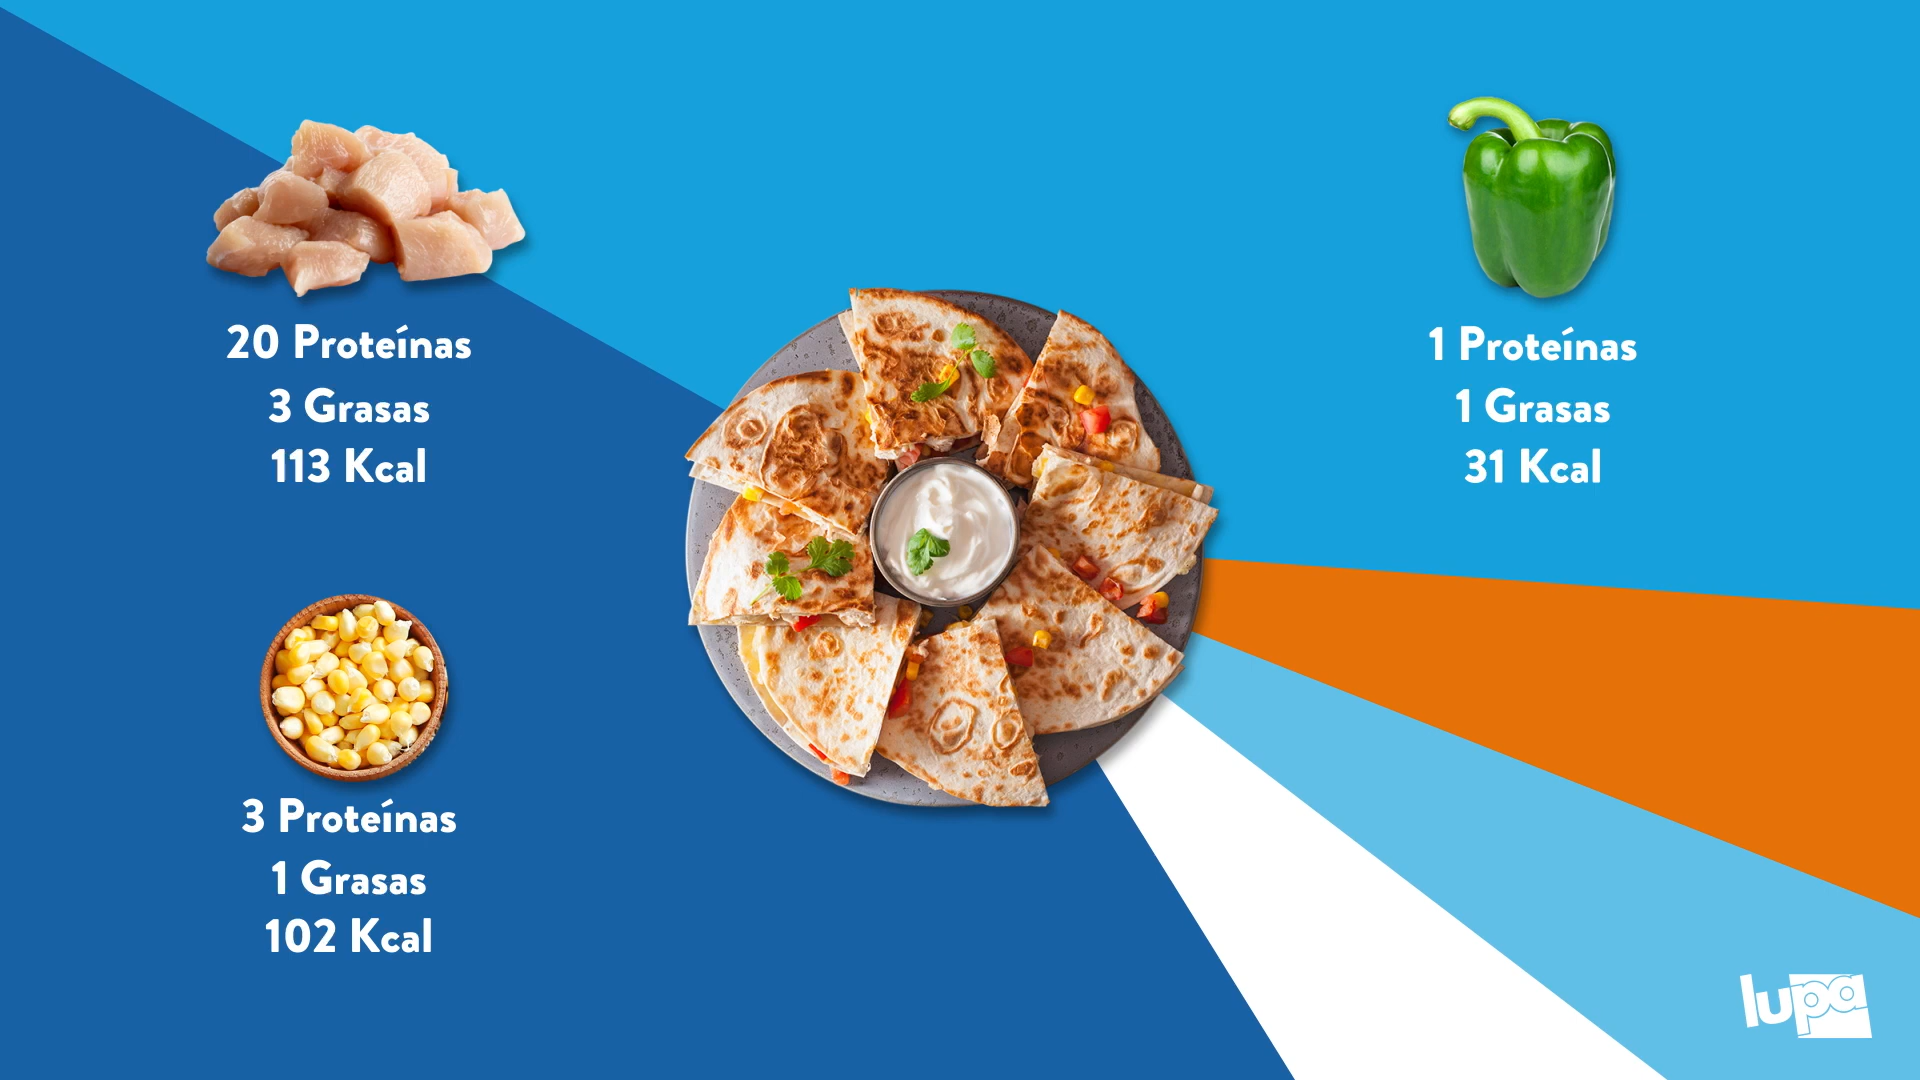 20 Proteínas
3 Grasas
113 Kcal
1 Proteínas
1 Grasas
31 Kcal
3 Proteínas
1 Grasas
102 Kcal
lupa